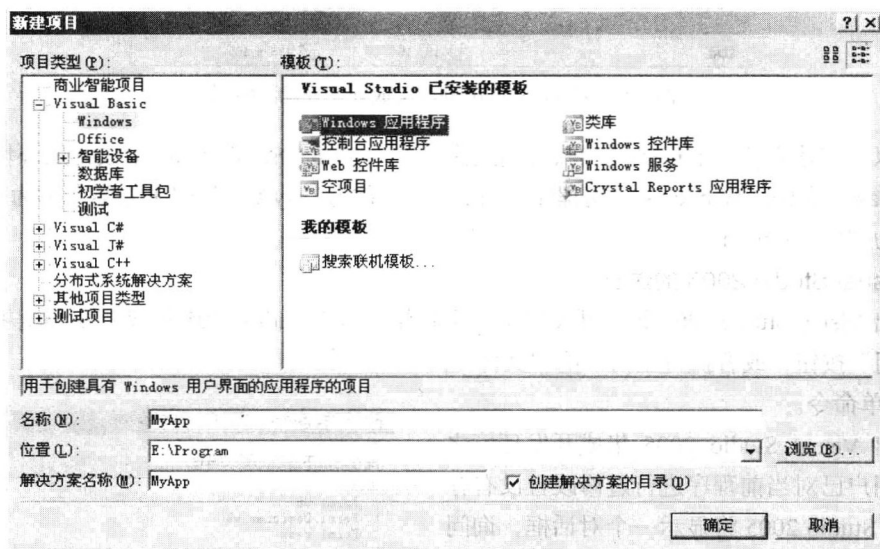 新建项目
项目类型(P):
商业智能项目
Visual Basic
Windows
Office
智能设备
数据库
初学者工具包
测试
Visual C#
Visual J#
Visual C++
分布式系统解决方案
其他项目类型
测试项目
模板(T):
Visual Studio 已安装的模板
Windows 应用程序
类库
控制台应用程序
Windows 控件库
Web 控件库
Windows 服务
空项目
Crystal Reports 应用程序
我的模板
搜索联机模板...
用于创建具有 Windows 用户界面的应用程序的项目
名称(N): MyApp
位置(L): E:\Program 浏览(B)...
解决方案名称(M): MyApp 创建解决方案的目录(D)
确定 取消